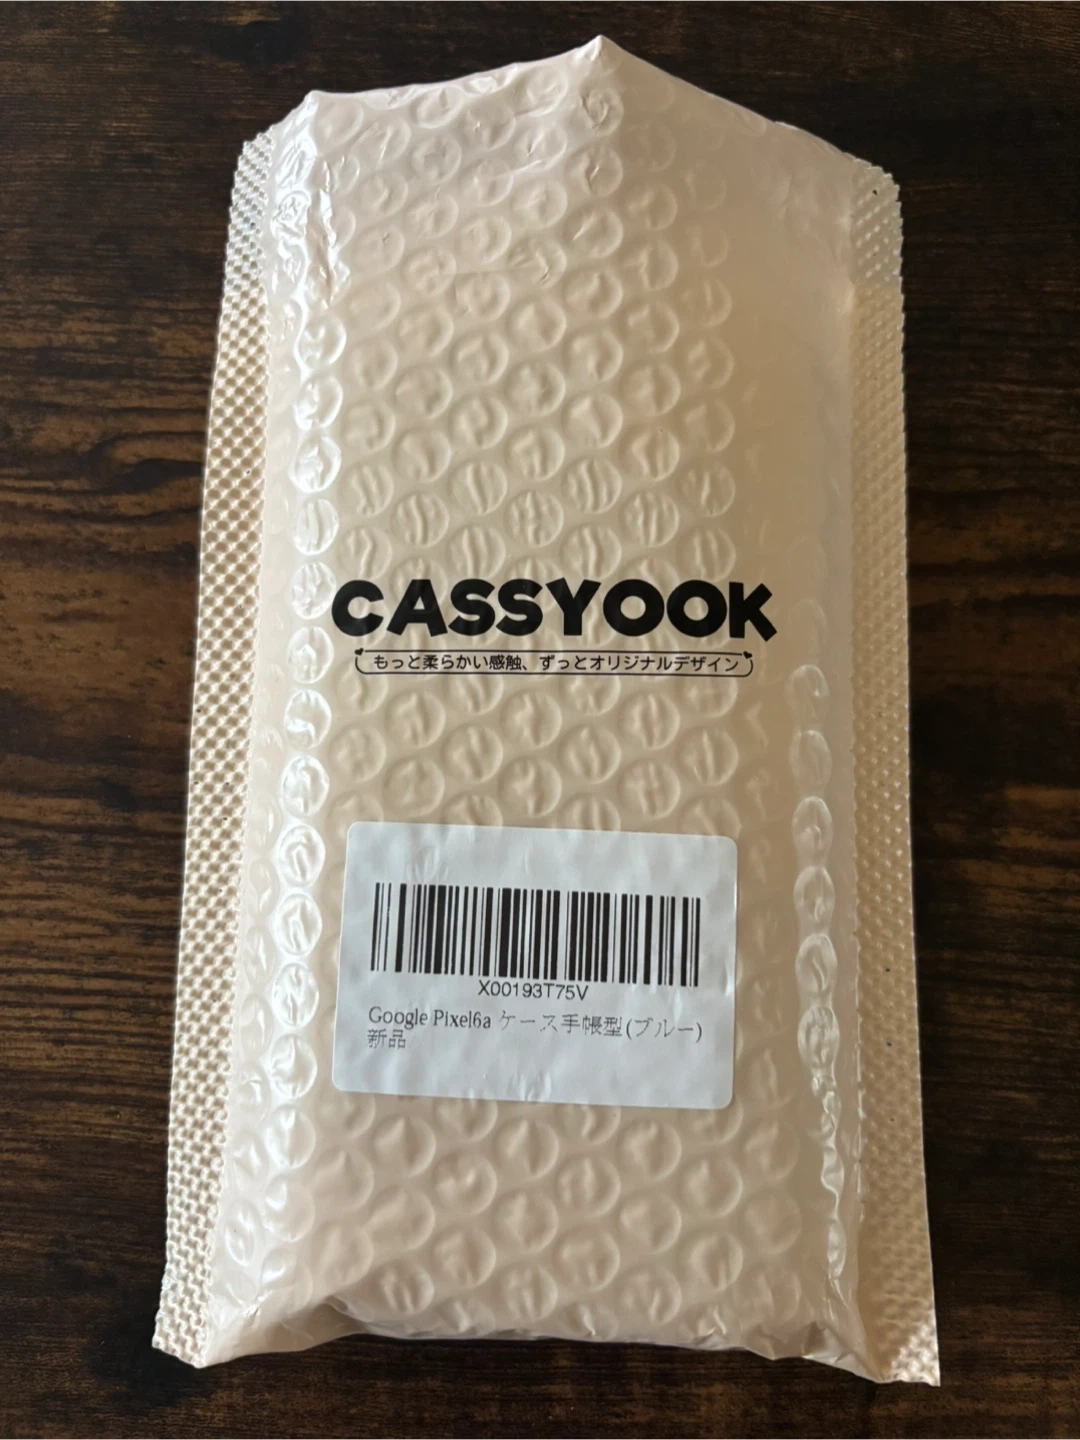 CASSYOOK
もっと柔らかい感触、ずっとオリジナルデザイン
X00193T75V
Google Pixel6a ケース手帳型(ブルー)
新品